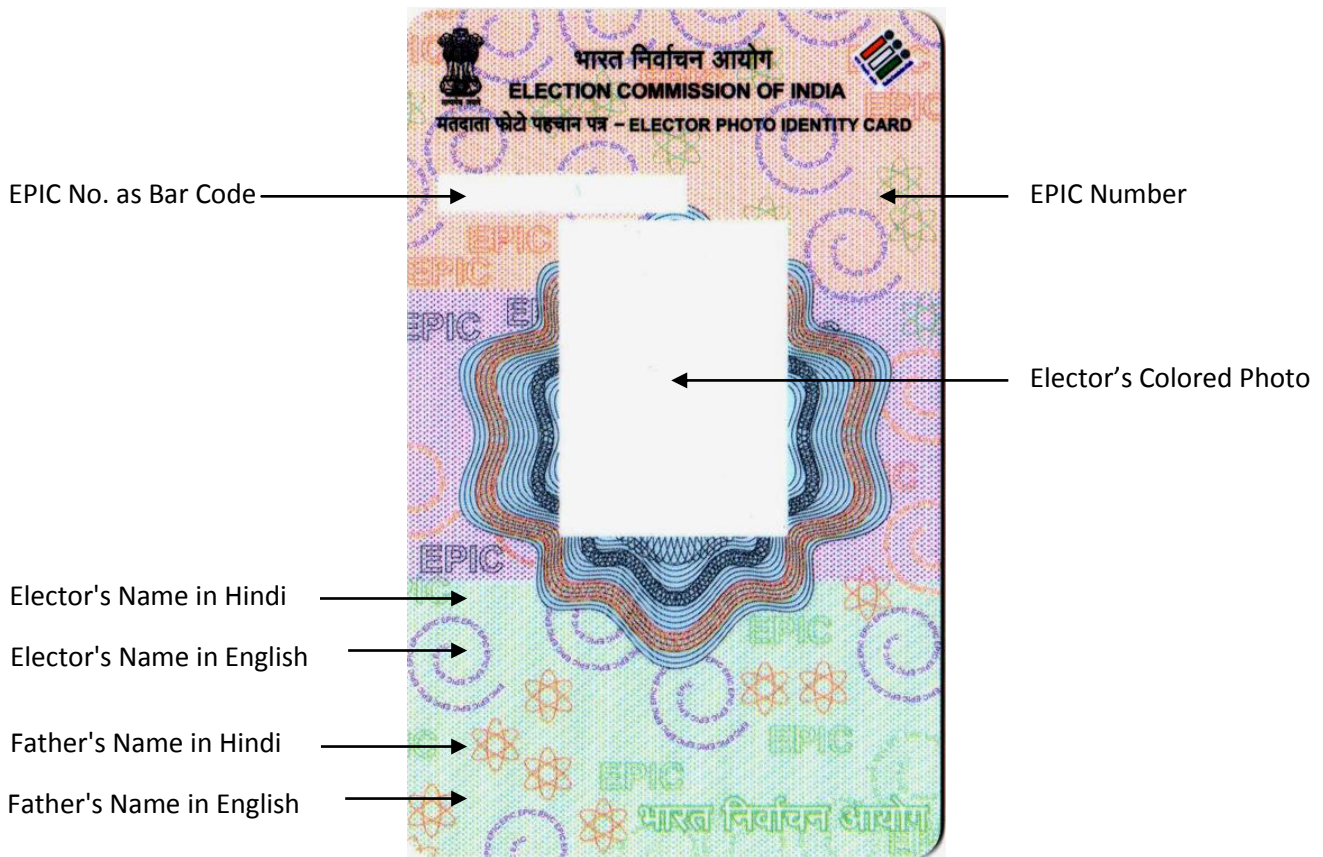 भारत निर्वाचन आयोग
ELECTION COMMISSION OF INDIA
मतदाता फोटो पहचान पत्र – ELECTOR PHOTO IDENTITY CARD
EPIC No. as Bar Code
EPIC Number
EPIC
EPIC
EPIC
Elector’s Colored Photo
EPIC
Elector's Name in Hindi
Elector's Name in English
EPIC
Father's Name in Hindi
EPIC
EPIC
Father's Name in English
भारत निर्वाचन आयोग